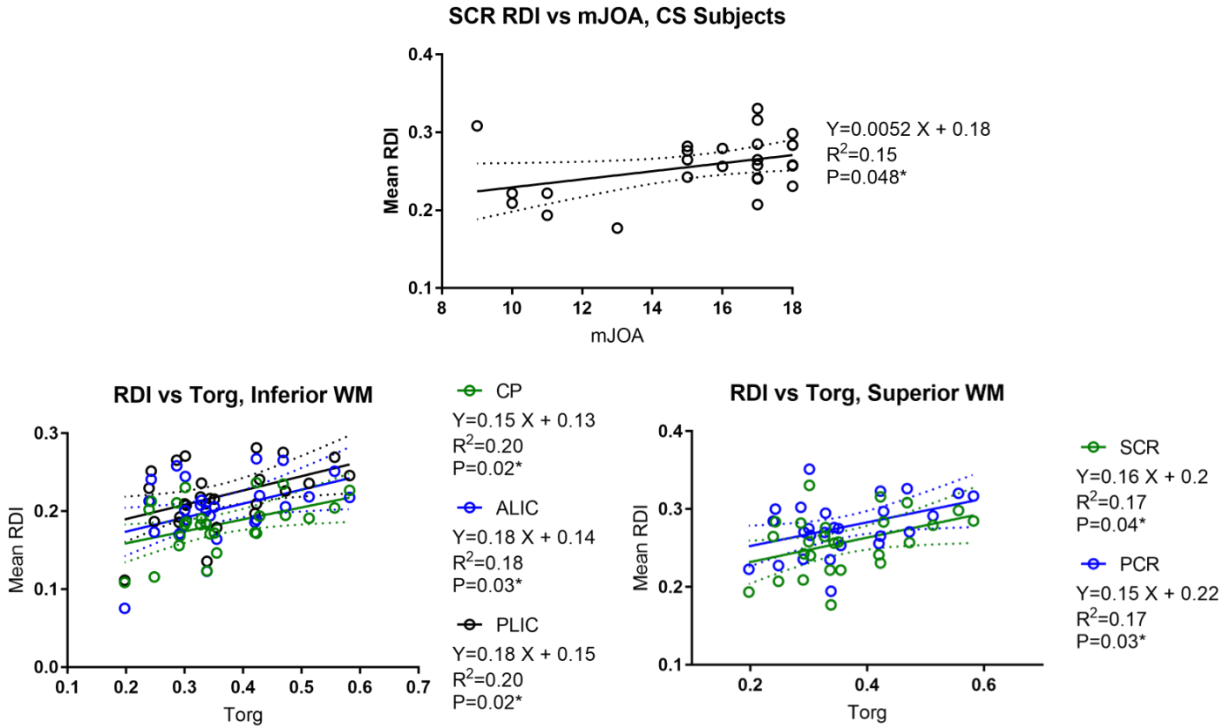 SCR RDI vs mJOA, CS Subjects
0.4
0.3
0.2
0.1
Mean RDI
8
10
12
14
16
18
mJOA
Y=0.0052 X + 0.18
R²=0.15
P=0.048*
RDI vs Torg, Inferior WM
0.3
0.2
0.1
0.0
Mean RDI
0.1
0.2
0.3
0.4
0.5
0.6
0.7
Torg
CP
Y=0.15 X + 0.13
R²=0.20
P=0.02*
ALIC
Y=0.18 X + 0.14
R²=0.18
P=0.03*
PLIC
Y=0.18 X + 0.15
R²=0.20
P=0.02*
RDI vs Torg, Superior WM
0.4
0.3
0.2
0.1
Mean RDI
0.2
0.4
0.6
Torg
SCR
Y=0.16 X + 0.2
R²=0.17
P=0.04*
PCR
Y=0.15 X + 0.22
R²=0.17
P=0.03*